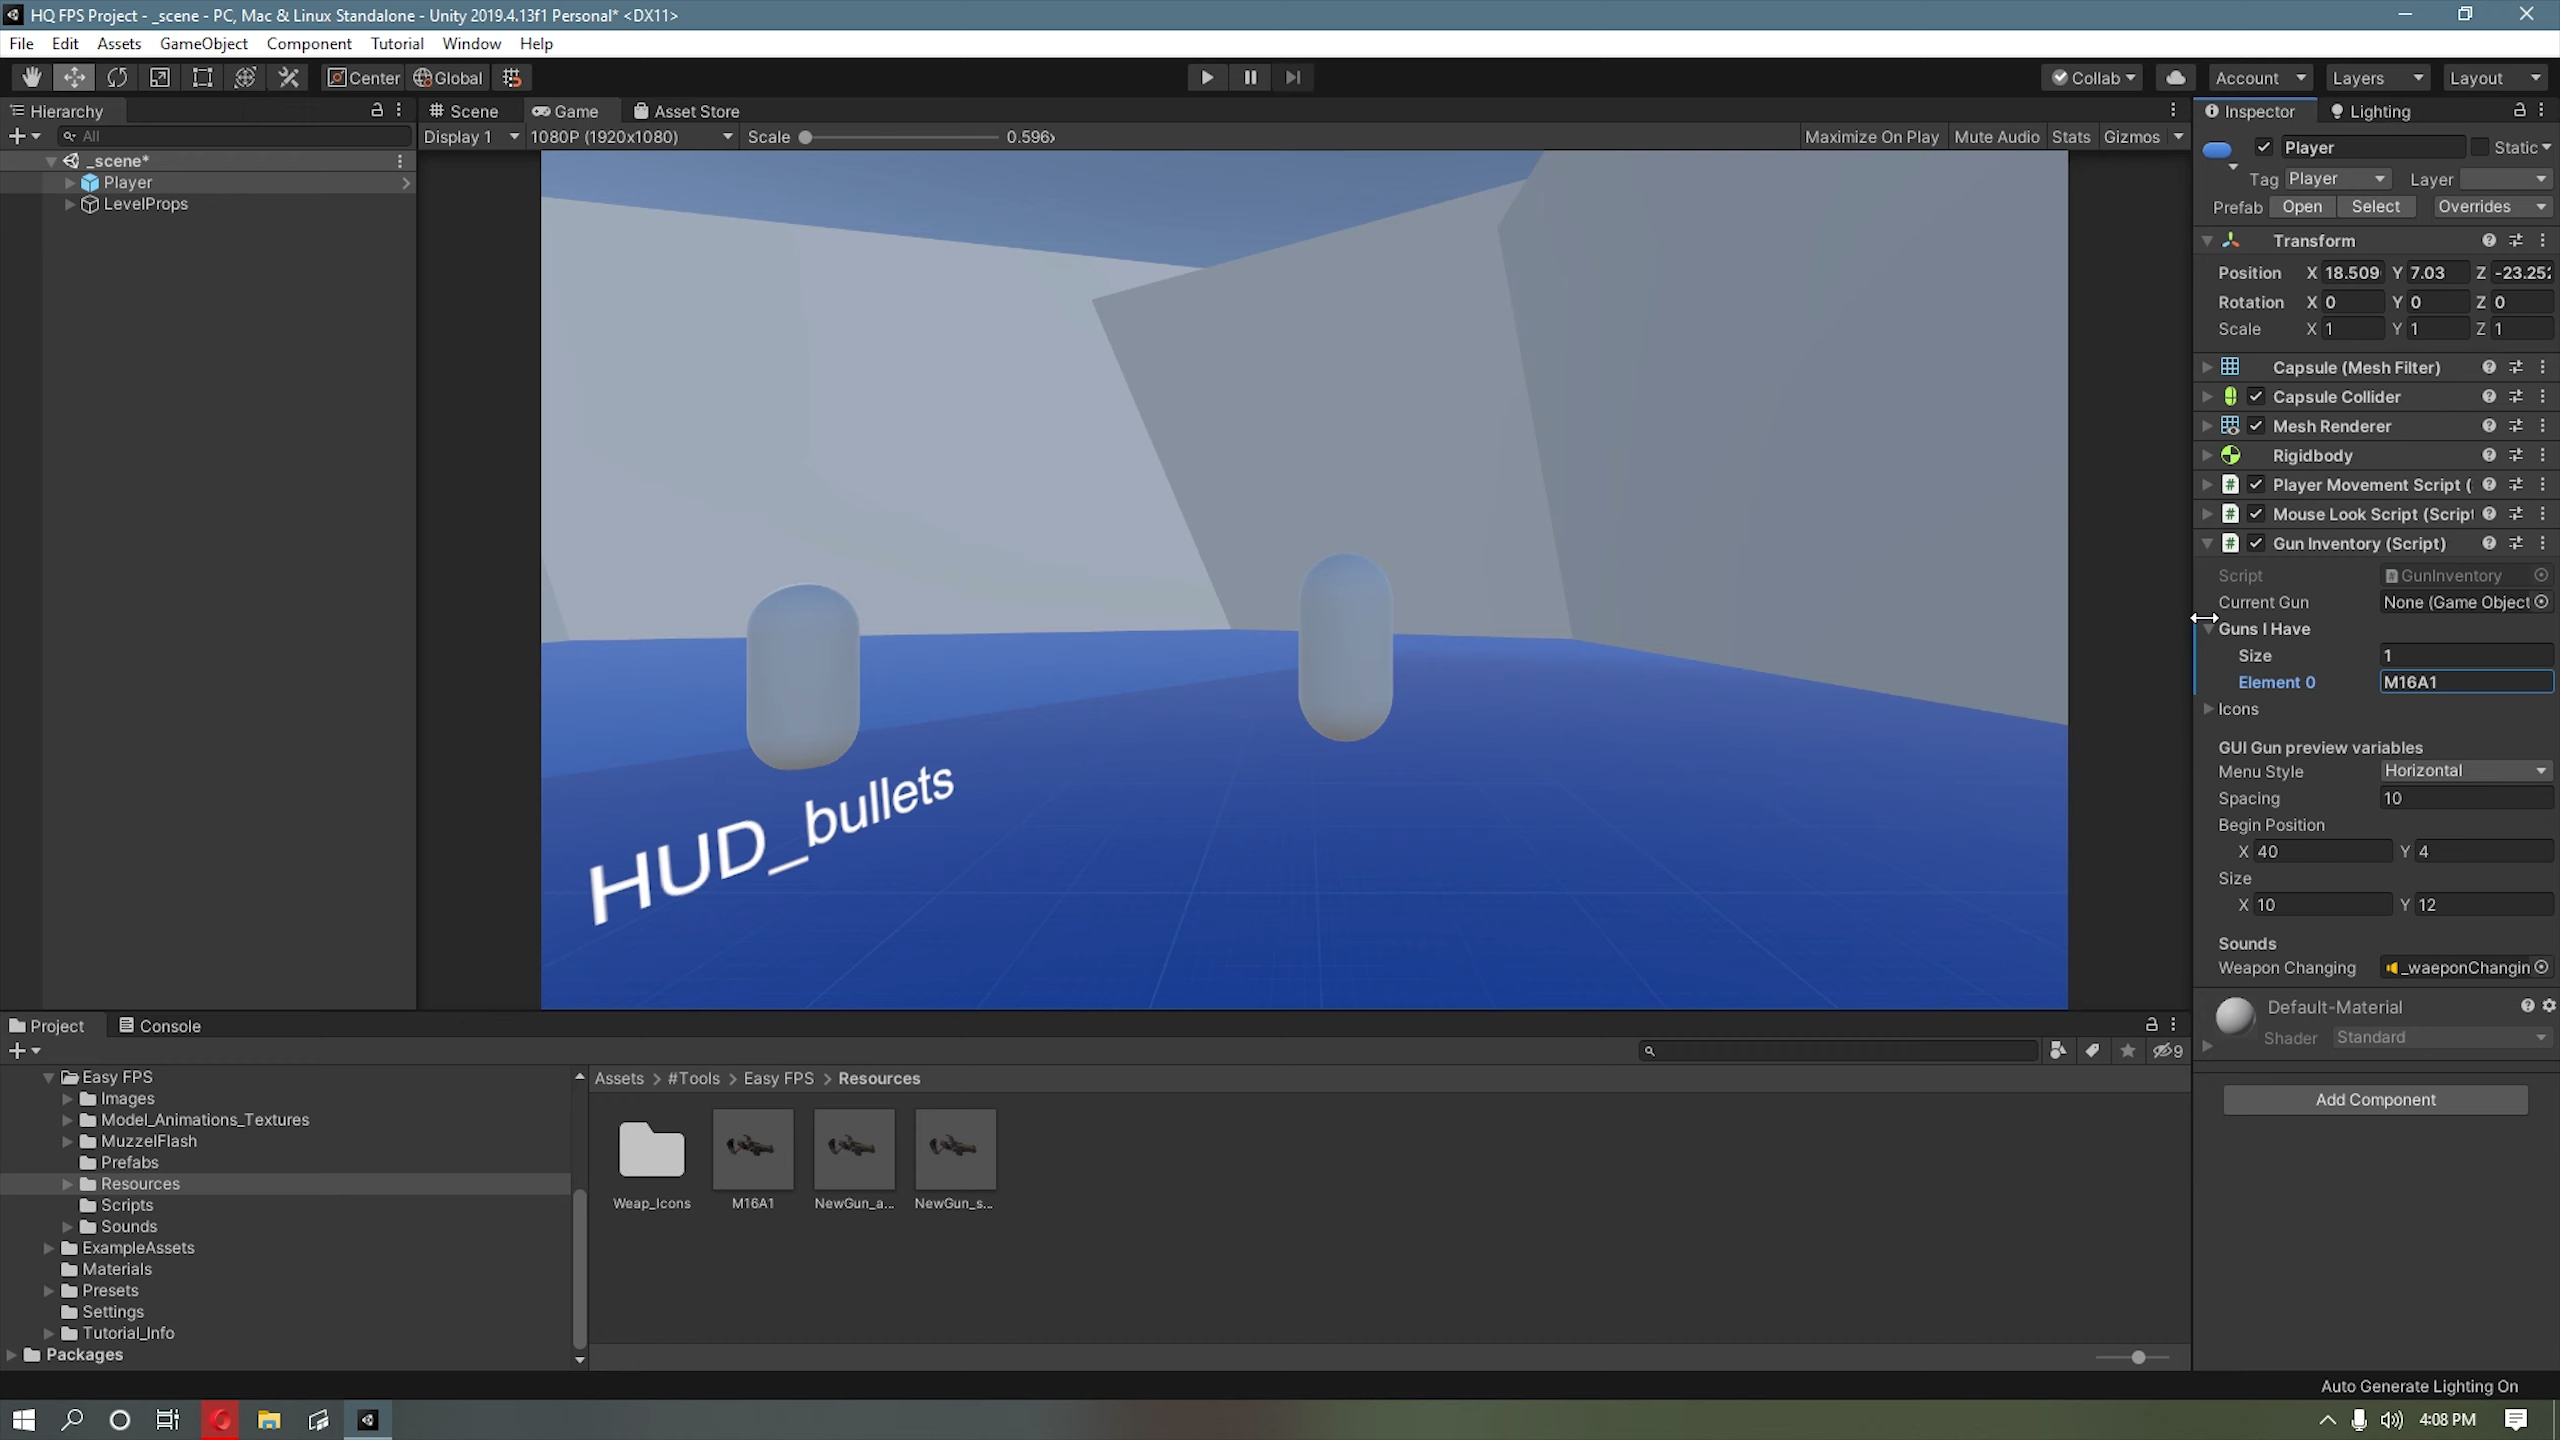 HQ FPS Project - _scene - PC, Mac & Linux Standalone - Unity 2019.4.13f1 Personal* <DX11>
File Edit Assets GameObject Component Tutorial Window Help
Center Global Collab Account Layers Layout
Hierarchy
All
_scene*
Player
LevelProps
Scene Game Asset Store
Display 1 1080P (1920x1080) Scale 0.596x Maximize On Play Mute Audio Stats Gizmos
HUD_bullets
Inspector Lighting
Player Static
Tag Player Layer
Prefab Open Select Overrides
Transform
Position X 18.509 Y 7.03 Z -23.25
Rotation X 0 Y 0 Z 0
Scale X 1 Y 1 Z 1
Capsule (Mesh Filter)
Capsule Collider
Mesh Renderer
Rigidbody
Player Movement Script (
Mouse Look Script (Script
Gun Inventory (Script)
Script GunInventory
Current Gun None (Game Object
Guns I Have
Size 1
Element 0 M16A1
Icons
GUI Gun preview variables
Menu Style Horizontal
Spacing 10
Begin Position
X 40 Y 4
Size
X 10 Y 12
Sounds
Weapon Changing _waeponChangin
Default-Material
Shader Standard
Add Component
Project Console
9
Easy FPS
Images
Model_Animations_Textures
MuzzelFlash
Prefabs
Resources
Scripts
Sounds
ExampleAssets
Materials
Presets
Settings
Tutorial_Info
Packages
Assets > #Tools > Easy FPS > Resources
Weap_Icons M16A1 NewGun_a... NewGun_s...
Auto Generate Lighting On
4:08 PM